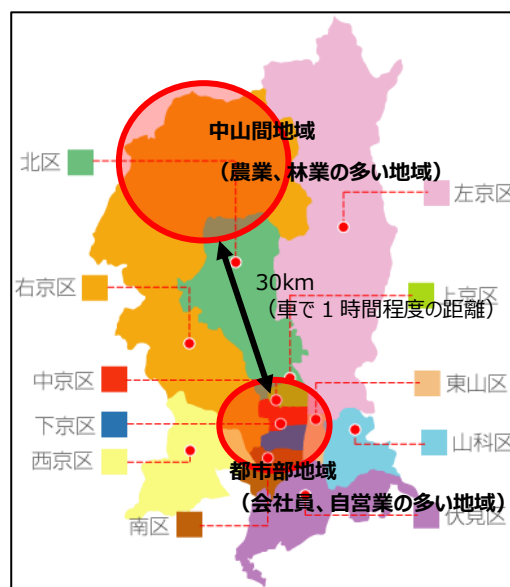 中山間地域
（農業、林業の多い地域）
北区
左京区
30km
（車で１時間程度の距離）
上京区
右京区
中京区
東山区
下京区
山科区
西京区
都市部地域
（会社員、自営業の多い地域）
南区
伏見区